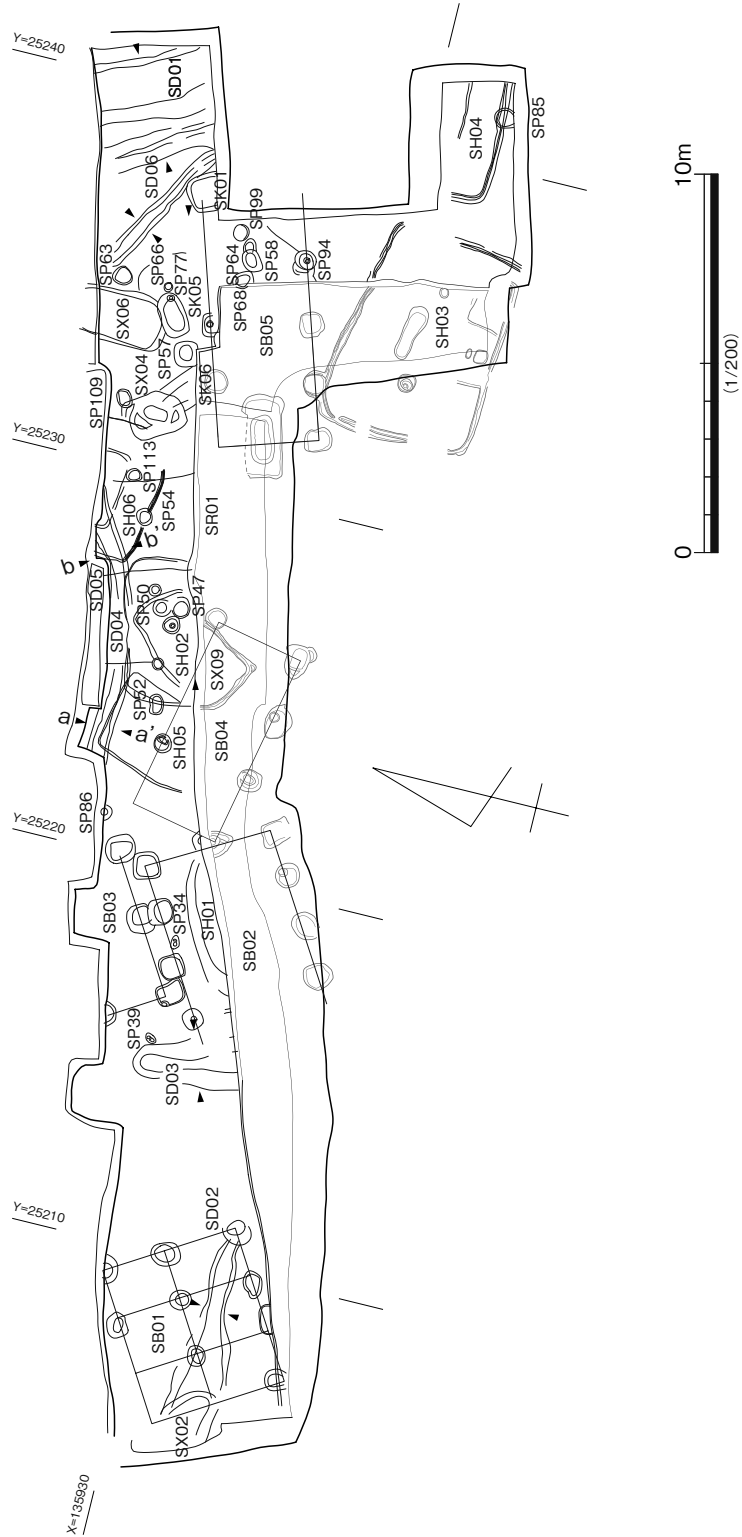 Y=25240
SD01
SP85
SH04
10m
SD06
SK01
SP99
SP63
SP66
SP77
SK05
SP64
SP58
SP94
SP68
SX06
SB05
SH03
SP57
(1/200)
SX04
SK06
SP109
Y=25230
SP113
SH06
SP54
SR01
b'
b
0
SD05
SP50
SP47
SD04
SH02
SX09
SP52
a
a'
SH05
SB04
SP86
Y=25220
SB03
SP34
SH01
SB02
SP39
SD03
Y=25210
SD02
SB01
SX02
X=135930